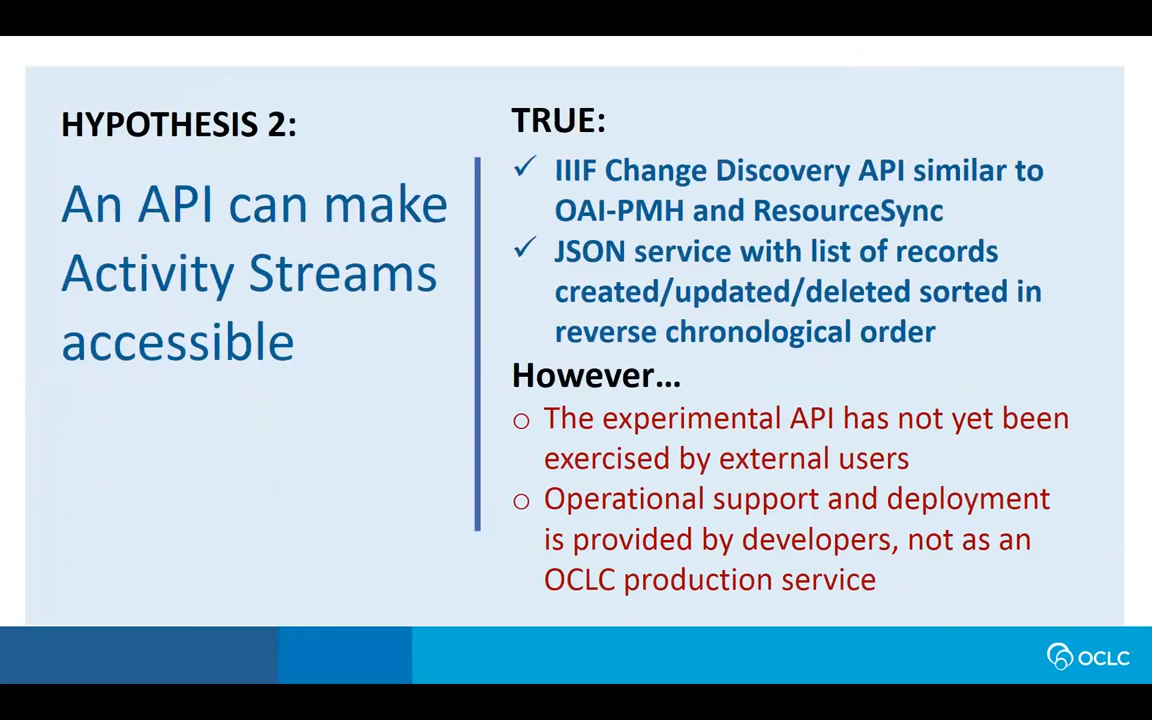 HYPOTHESIS 2:
An API can make
Activity Streams
accessible
TRUE:
✓ IIIF Change Discovery API similar to
OAI-PMH and ResourceSync
✓ JSON service with list of records
created/updated/deleted sorted in
reverse chronological order
However...
o The experimental API has not yet been
exercised by external users
o Operational support and deployment
is provided by developers, not as an
OCLC production service
OCLC